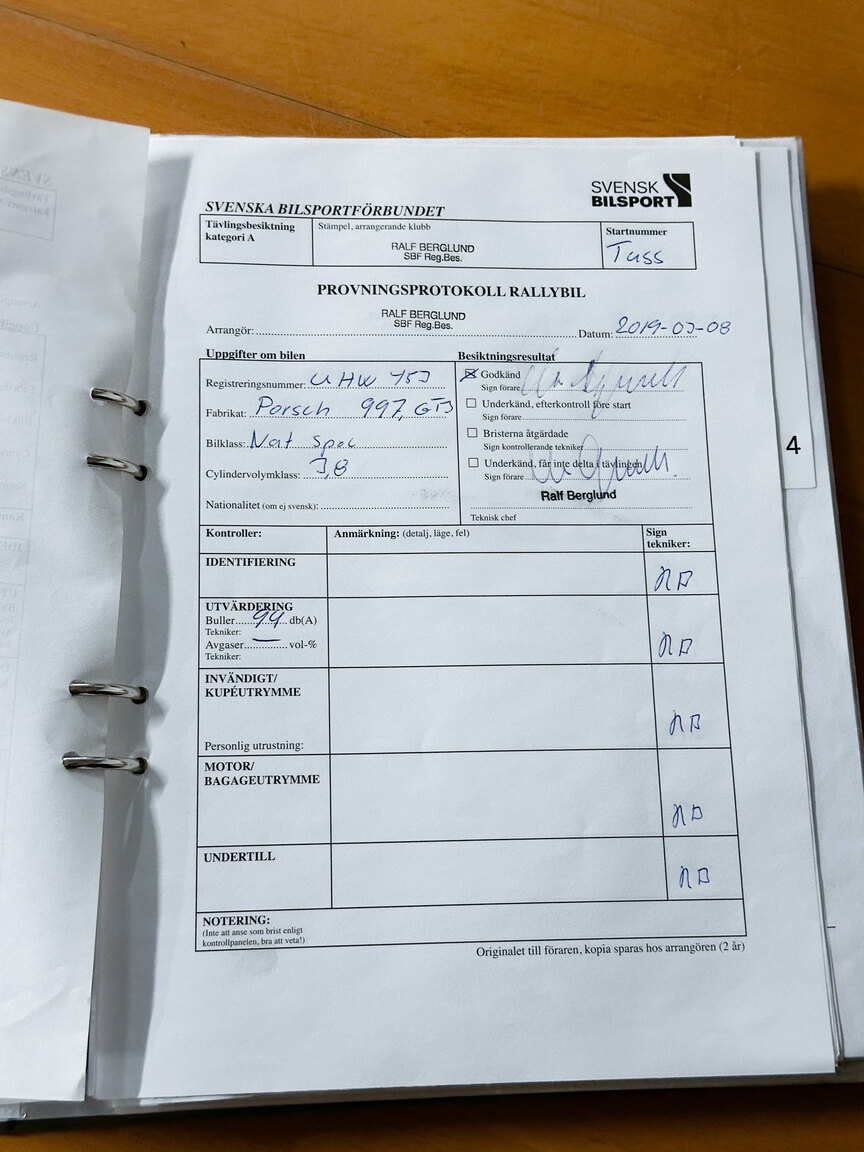 SVENSK
BILSPORT
SVENSKA BILSPORTFÖRBUNDET
Tävlingsbesiktning
kategori A
Stämpel, arrangerande klubb
RALF BERGLUND
SBF Reg.Bes.
Startnummer
Tuss
PROVNINGSPROTOKOLL RALLYBIL
RALF BERGLUND
SBF Reg.Bes.
Arrangör: Datum: 2019-03-08
Uppgifter om bilen
Registreringsnummer: UHW 453
Fabrikat: Porsch 997, GT3
Bilklass: Nat spec
Cylindervolymklass: 3,8
Nationalitet (om ej svensk):
Besiktningsresultat
Godkänd
Sign förare
Underkänd, efterkontroll före start
Sign förare
Bristerna åtgärdade
Sign kontrollerande tekniker
Underkänd, får inte delta i tävlingen
Sign förare
Ralf Berglund
Teknisk chef
Kontroller: Anmärkning: (detalj, läge, fel) Sign
tekniker:
IDENTIFIERING
UTVÄRDERING
Buller 99 db(A)
Tekniker:
Avgaser — vol-%
Tekniker:
INVÄNDIGT/
KUPÉUTRYMME
Personlig utrustning:
MOTOR/
BAGAGEUTRYMME
UNDERTILL
NOTERING:
(Inte att anse som brist enligt
kontrollpanelen, bra att veta!)
Originalet till föraren, kopia sparas hos arrangören (2 år)
4